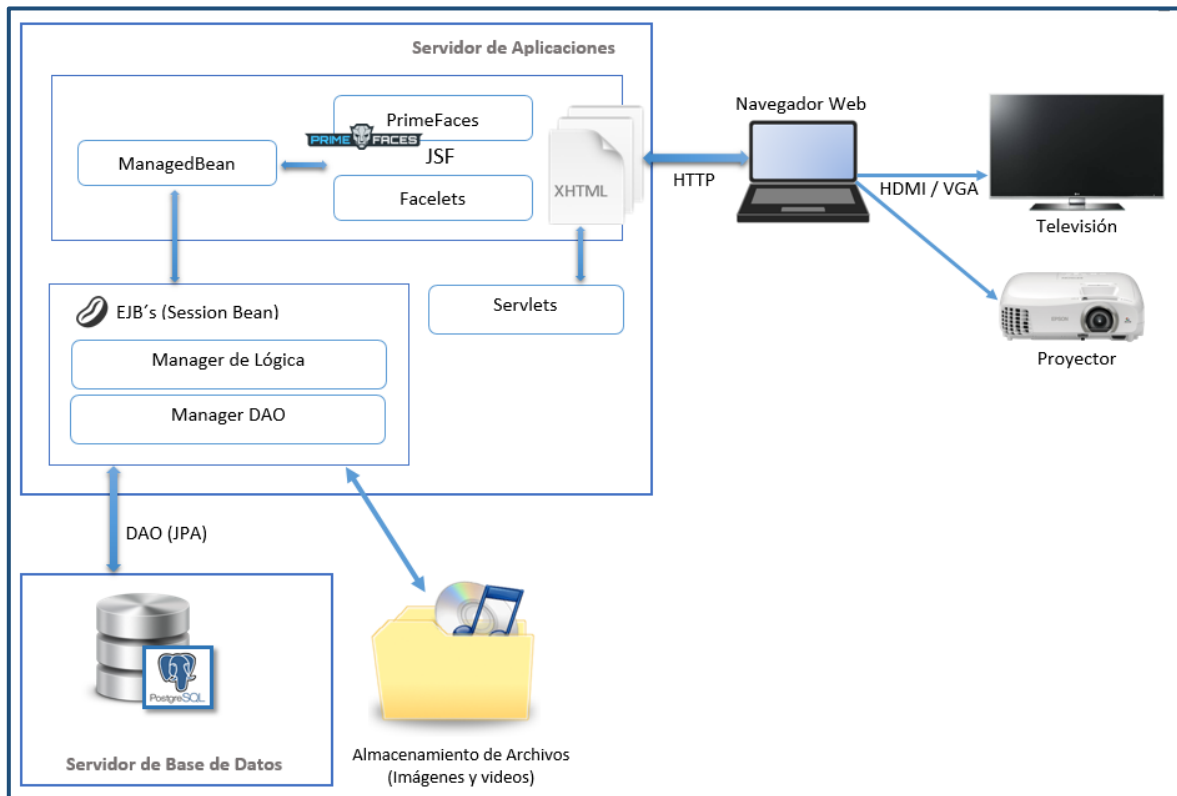 Servidor de Aplicaciones
PrimeFaces
PRIME FACES
JSF
ManagedBean
Facelets
XHTML
Navegador Web
HTTP
HDMI / VGA
LG
Televisión
EPSON
Proyector
EJB´s (Session Bean)
Servlets
Manager de Lógica
Manager DAO
DAO (JPA)
PostgreSQL
Servidor de Base de Datos
Almacenamiento de Archivos
(Imágenes y videos)